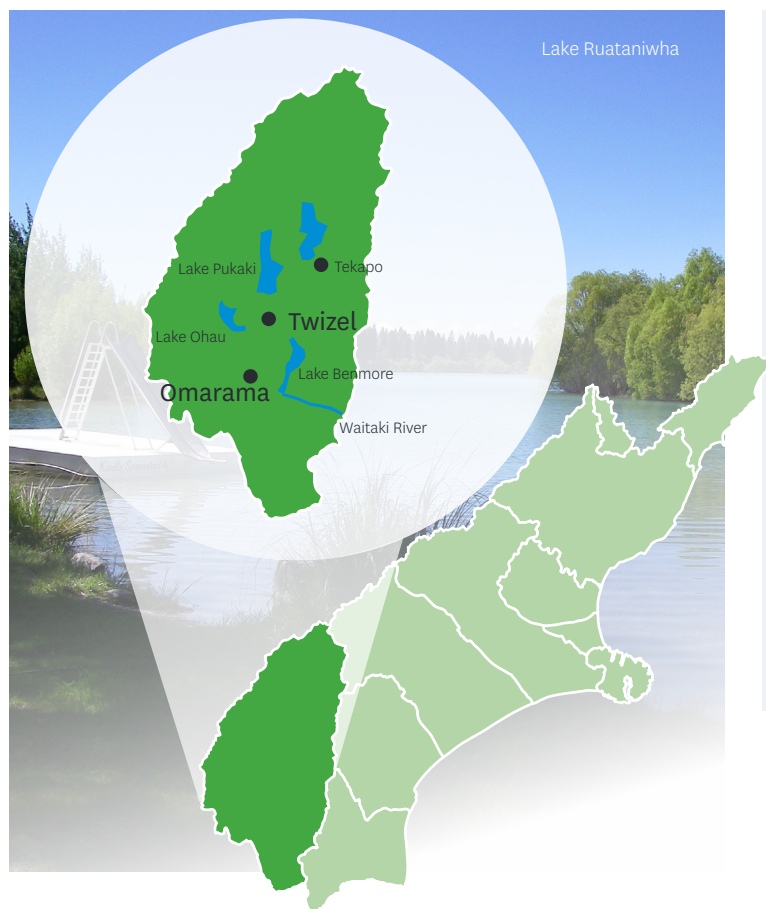 Lake Ruataniwha
Lake Pukaki
Tekapo
Twizel
Lake Ohau
Lake Benmore
Omarama
Waitaki River